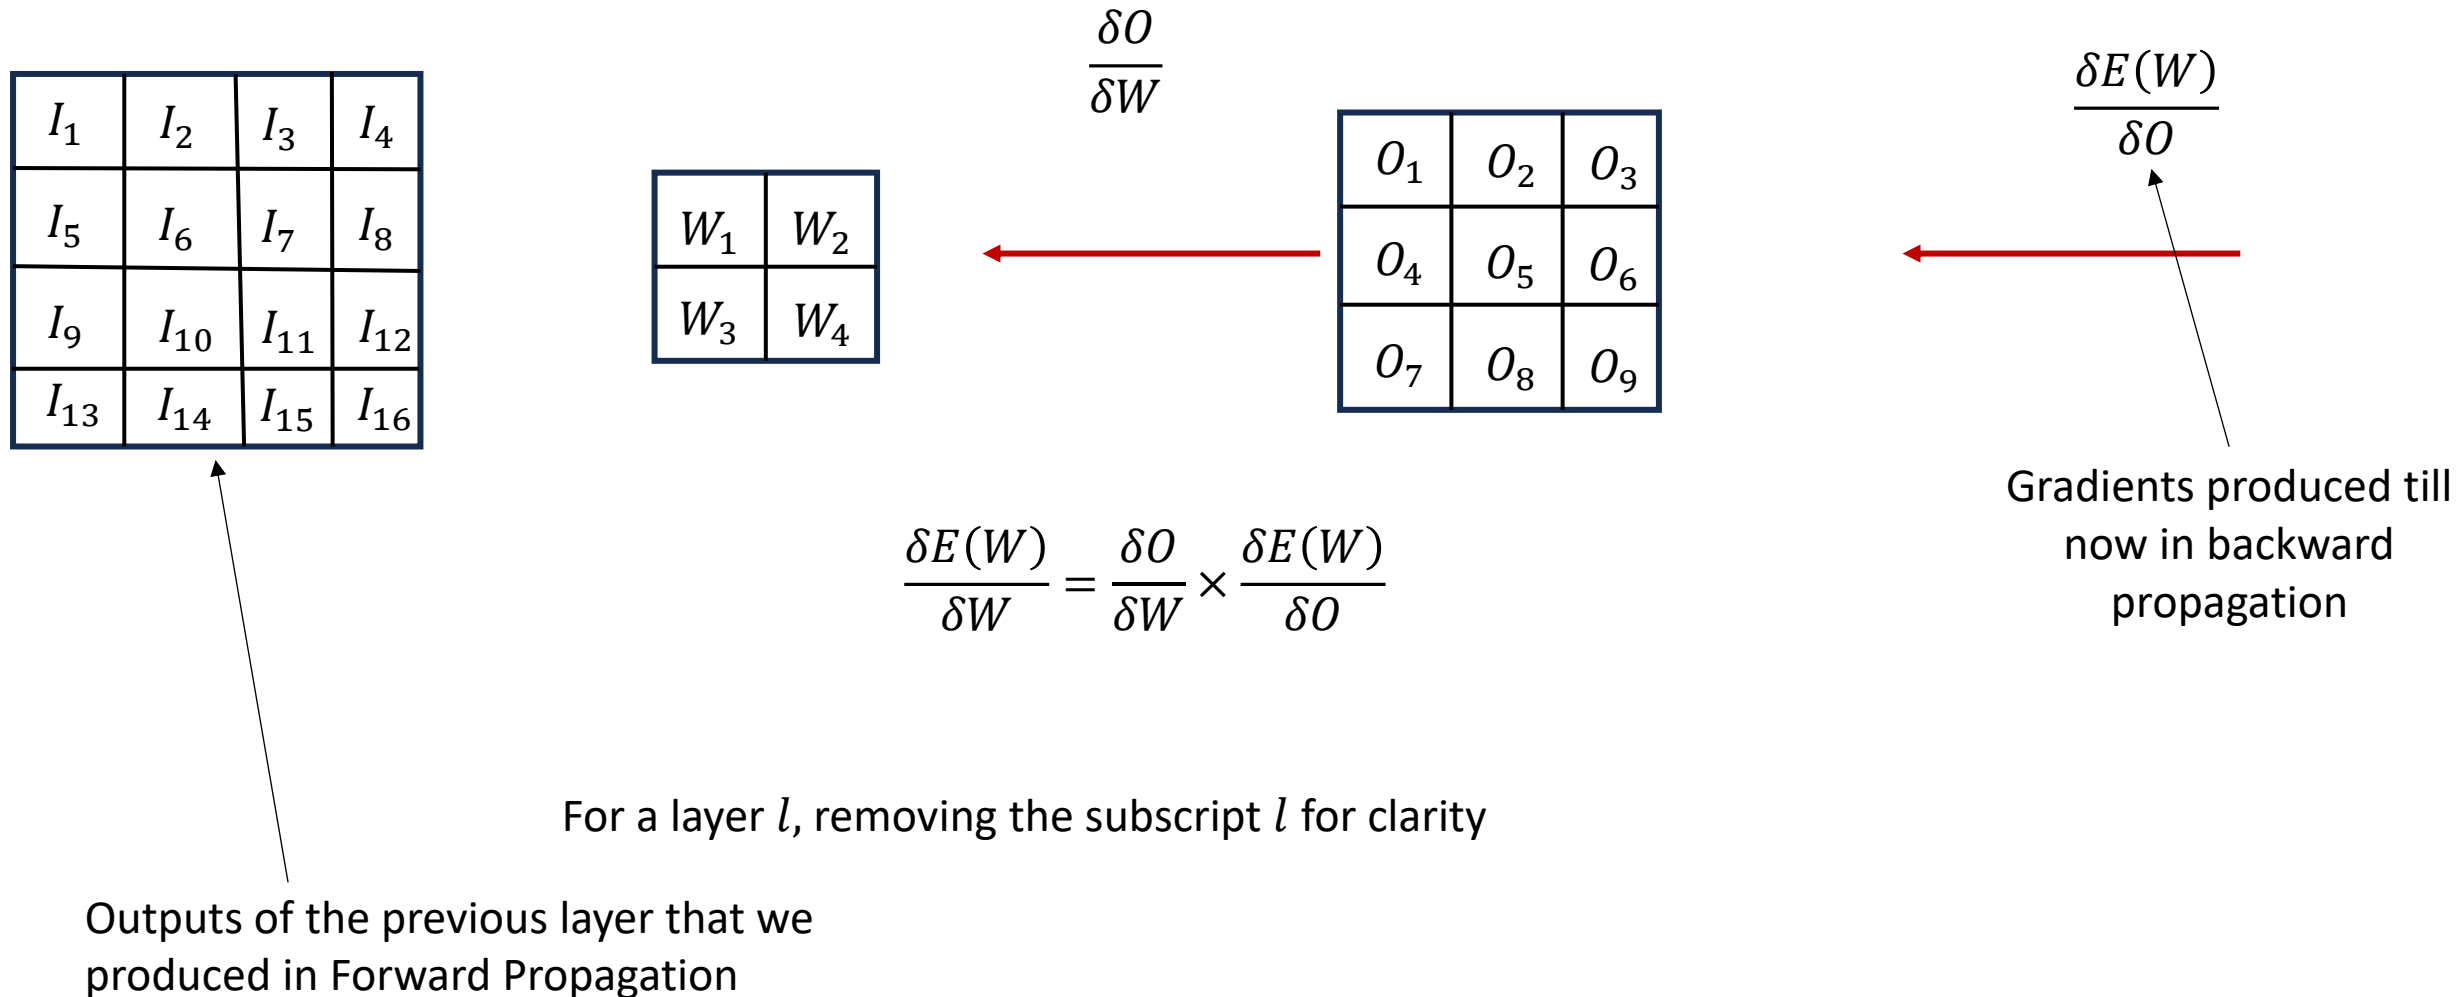 δO/δW
δE(W)/δO
I₁ I₂ I₃ I₄
I₅ I₆ I₇ I₈
I₉ I₁₀ I₁₁ I₁₂
I₁₃ I₁₄ I₁₅ I₁₆
W₁ W₂
W₃ W₄
O₁ O₂ O₃
O₄ O₅ O₆
O₇ O₈ O₉
Gradients produced till
now in backward
propagation
δE(W)/δW = δO/δW × δE(W)/δO
For a layer l, removing the subscript l for clarity
Outputs of the previous layer that we
produced in Forward Propagation